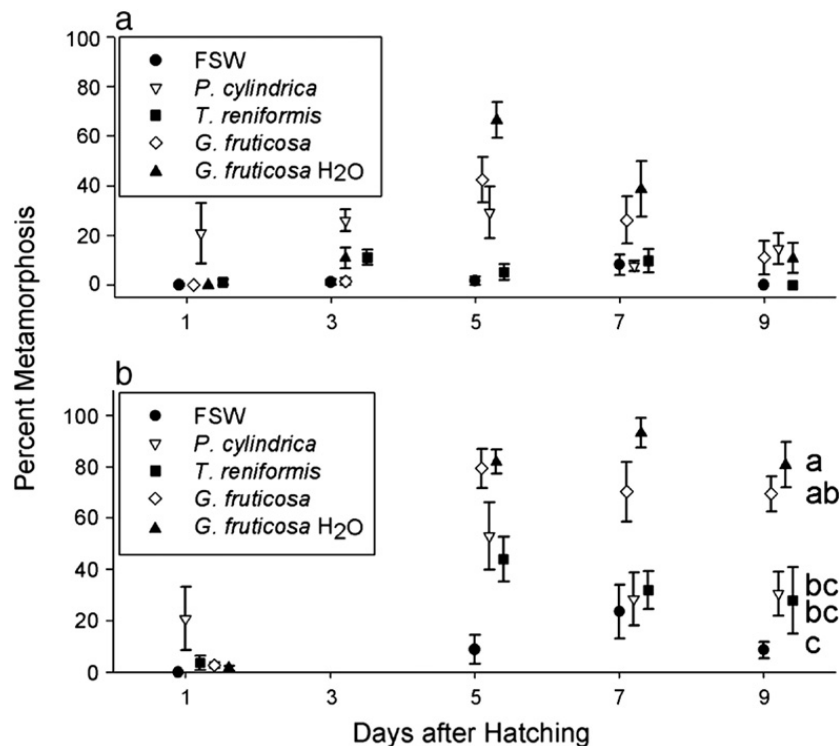 a
100
80
60
40
20
0
FSW
P. cylindrica
T. reniformis
G. fruticosa
G. fruticosa H2O
1 3 5 7 9
Percent Metamorphosis
b
100
80
60
40
20
0
FSW
P. cylindrica
T. reniformis
G. fruticosa
G. fruticosa H2O
a
ab
bc
bc
c
1 3 5 7 9
Days after Hatching